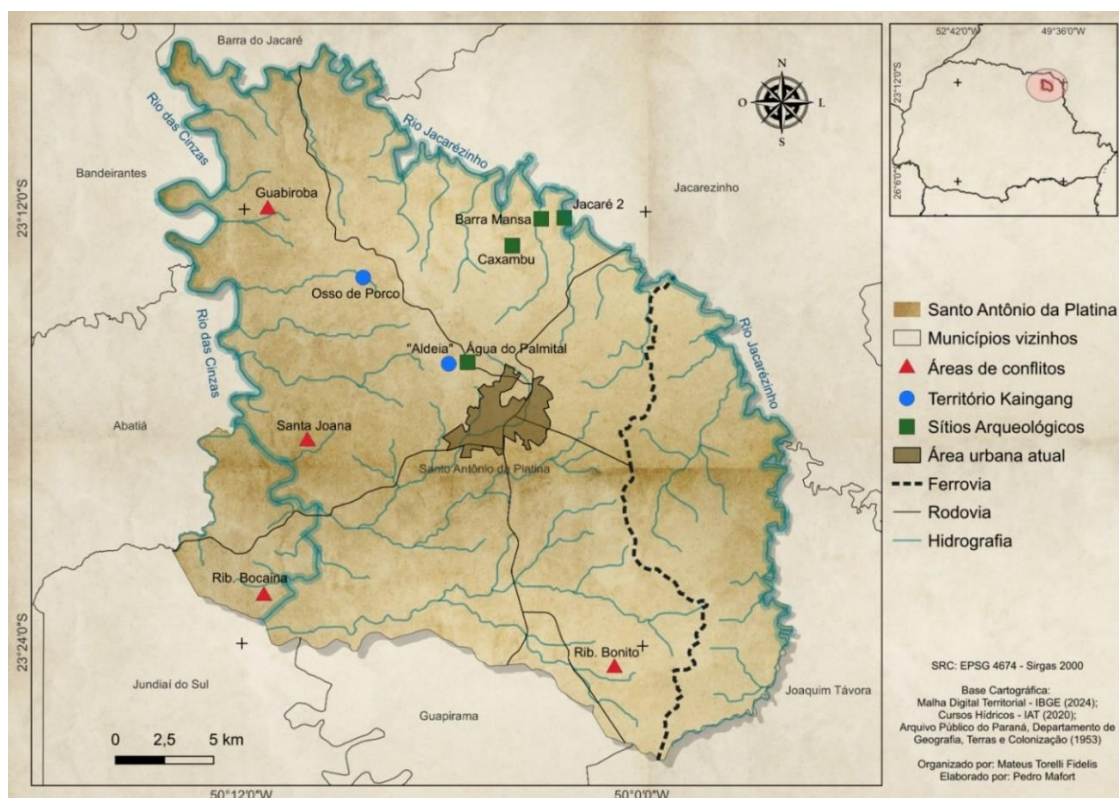 Barra do Jacaré
Rio das Cinzas
Rio Jacarézinho
Bandeirantes
Guabiroba
Jacarezinho
Barra Mansa
Jacaré 2
Caxambu
Osso de Porco
Rio das Cinzas
Rio Jacarézinho
"Aldeia"
Água do Palmital
Abatiá
Santa Joana
Santo Antônio da Platina
Rib. Bocaina
Rib. Bonito
Jundiaí do Sul
Guapirama
Joaquim Távora
N
O
L
S
23°12'0"S
23°24'0"S
50°12'0"W
50°0'0"W
0 2,5 5 km
52°42'0"W 49°36'0"W
23°12'0"S
26°6'0"S
Santo Antônio da Platina
Municípios vizinhos
Áreas de conflitos
Território Kaingang
Sítios Arqueológicos
Área urbana atual
Ferrovia
Rodovia
Hidrografia
SRC: EPSG 4674 - Sirgas 2000
Base Cartográfica:
Malha Digital Territorial - IBGE (2024);
Cursos Hídricos - IAT (2020);
Arquivo Público do Paraná, Departamento de
Geografia, Terras e Colonização (1953)
Organizado por: Mateus Torelli Fidelis
Elaborado por: Pedro Mafort